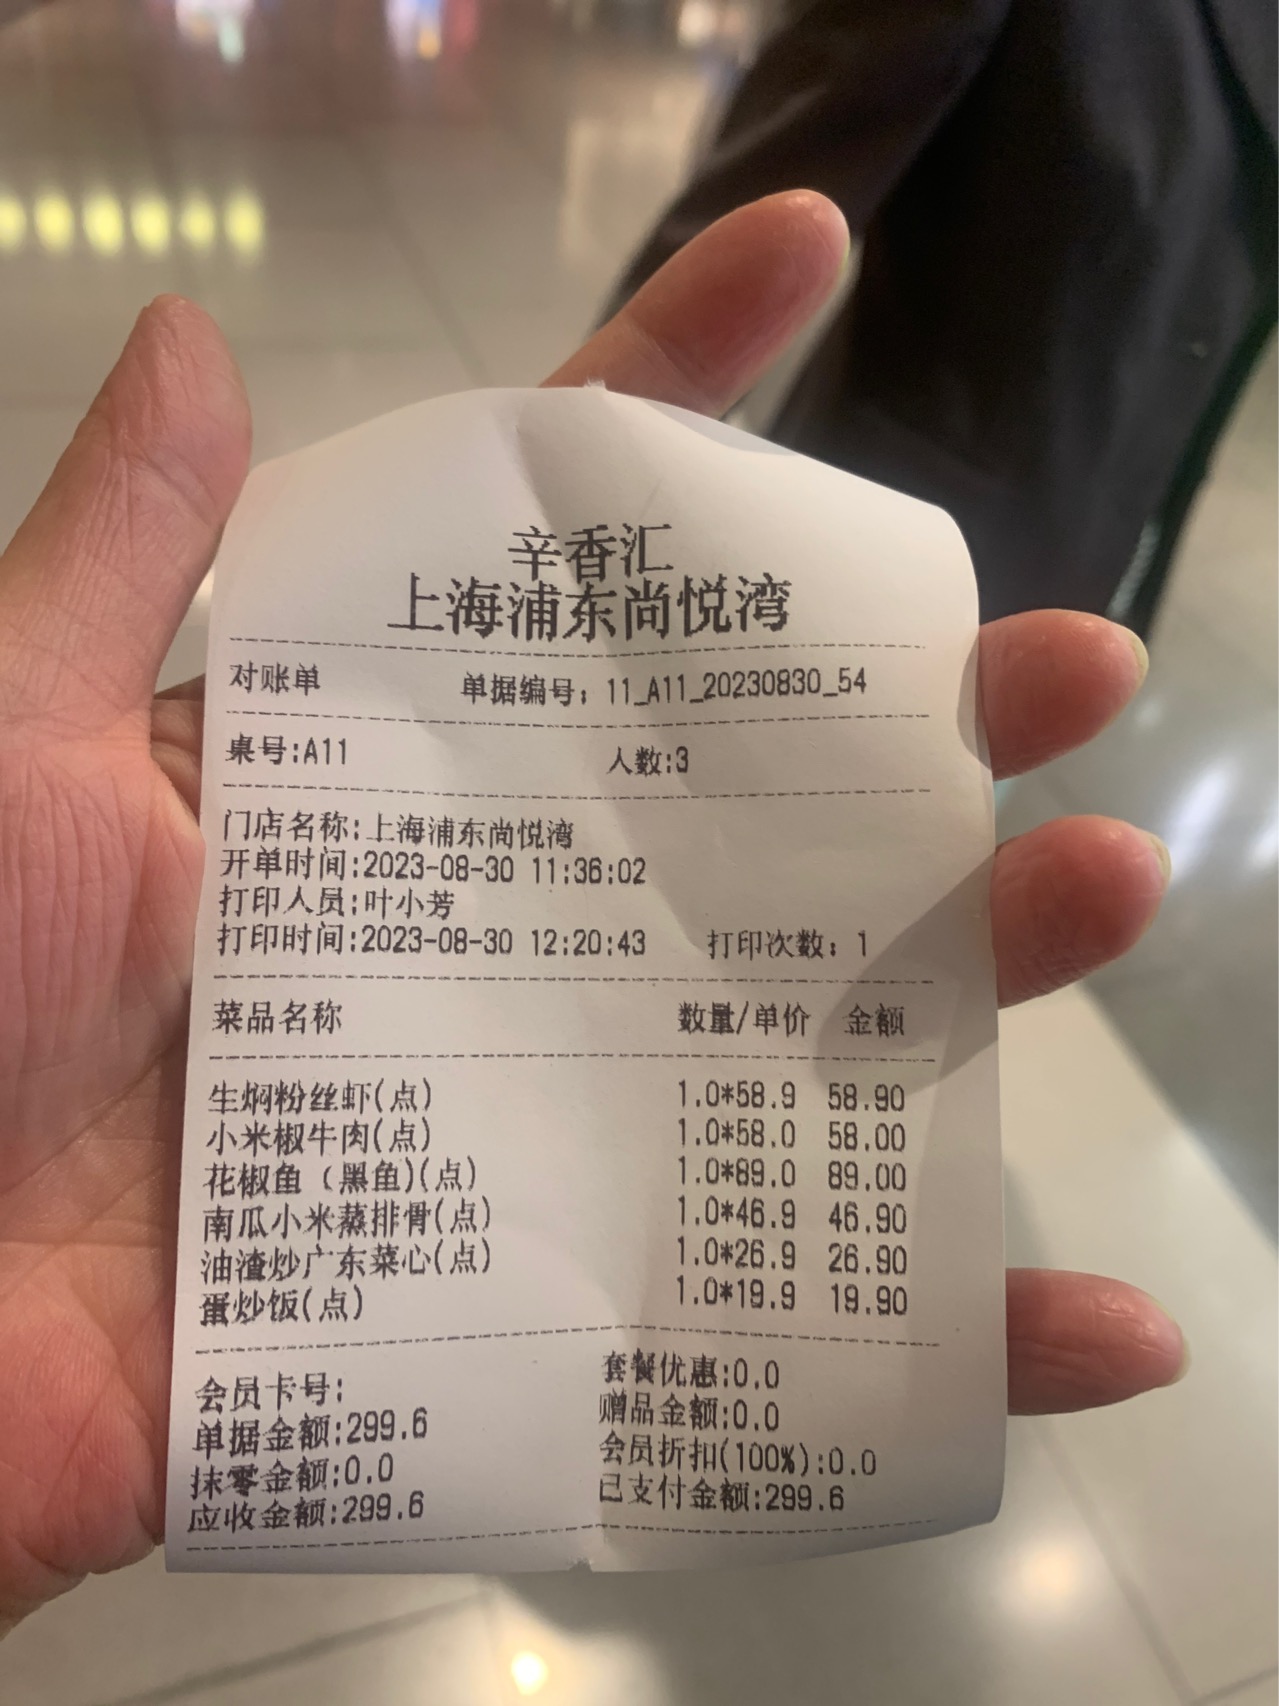 辛香汇
上海浦东尚悦湾
对账单 单据编号：11_A11_20230830_54
桌号:A11 人数:3
门店名称:上海浦东尚悦湾
开单时间:2023-08-30 11:36:02
打印人员:叶小芳
打印时间:2023-08-30 12:20:43 打印次数：1
菜品名称 数量/单价 金额
生焖粉丝虾(点) 1.0*58.9 58.90
小米椒牛肉(点) 1.0*58.0 58.00
花椒鱼（黑鱼)(点) 1.0*89.0 89.00
南瓜小米蒸排骨(点) 1.0*46.9 46.90
油渣炒广东菜心(点) 1.0*26.9 26.90
蛋炒饭(点) 1.0*19.9 19.90
会员卡号: 套餐优惠:0.0
单据金额:299.6 赠品金额:0.0
抹零金额:0.0 会员折扣(100%):0.0
应收金额:299.6 已支付金额:299.6